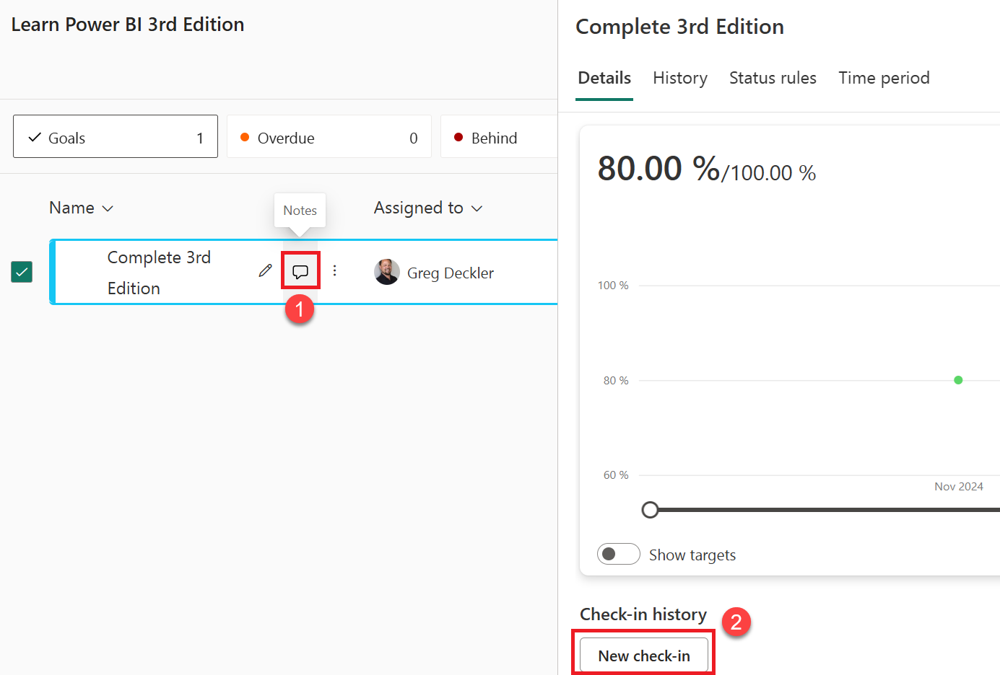 Learn Power BI 3rd Edition
Goals 1
Overdue 0
Behind
Name
Notes
Assigned to
Complete 3rd
Edition
Greg Deckler
1
Complete 3rd Edition
Details History Status rules Time period
80.00 %/100.00 %
100 %
80 %
60 %
Nov 2024
Show targets
Check-in history
2
New check-in